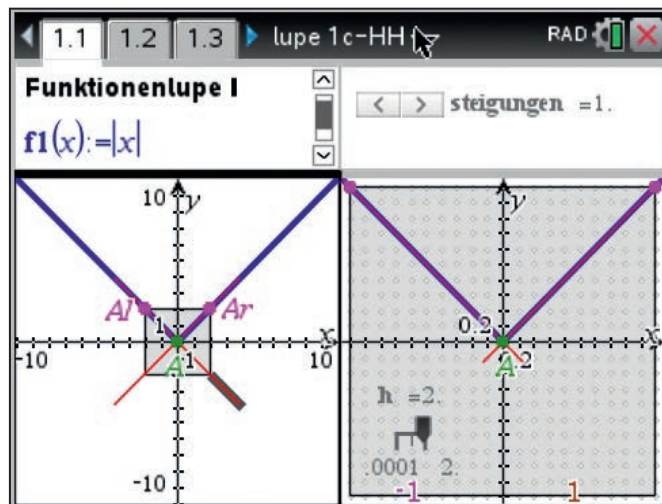 1.1 1.2 1.3 lupe 1c-HH RAD
Funktionenlupe I
f1(x):=|x|
steigungen =1.
10 y
Al 1 Ar
-10 A 1 10 x
-10
y
0.2 x
A 0.2
h =2.
.0001 2.
-1 1